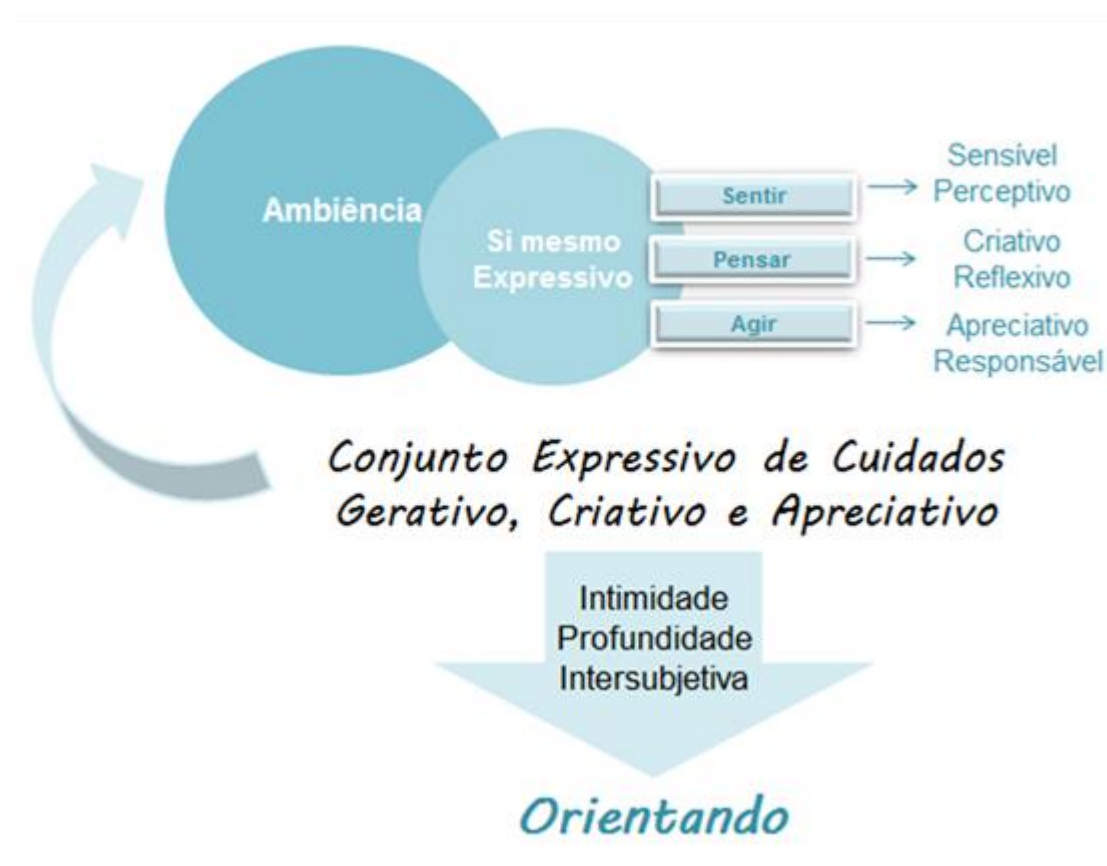 Ambiência
Si mesmo
Expressivo
Sentir
Sensível
Perceptivo
Pensar
Criativo
Reflexivo
Agir
Apreciativo
Responsável
Conjunto Expressivo de Cuidados
Gerativo, Criativo e Apreciativo
Intimidade
Profundidade
Intersubjetiva
Orientando